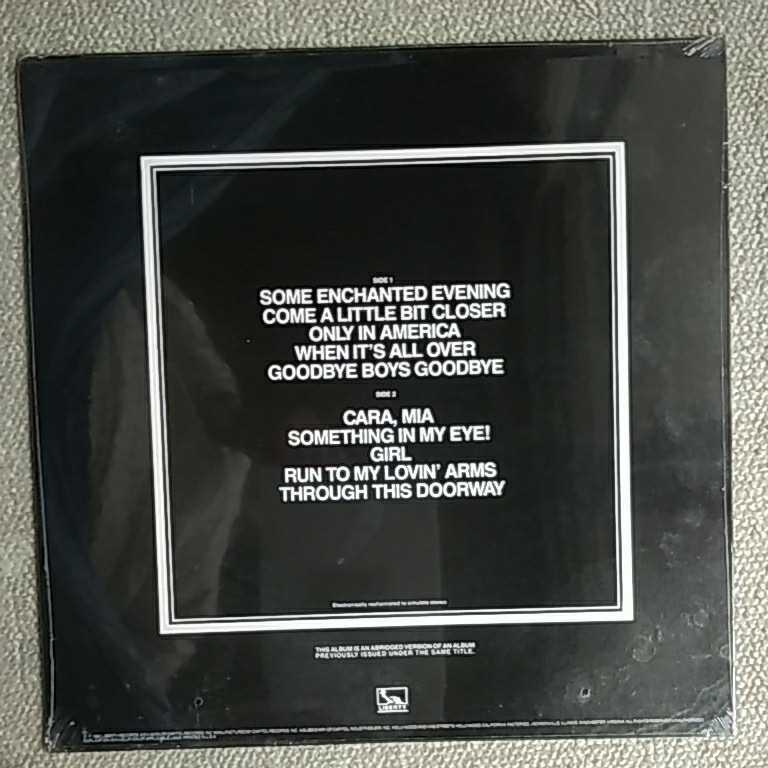 SIDE 1
SOME ENCHANTED EVENING
COME A LITTLE BIT CLOSER
ONLY IN AMERICA
WHEN IT'S ALL OVER
GOODBYE BOYS GOODBYE
SIDE 2
CARA, MIA
SOMETHING IN MY EYE!
GIRL
RUN TO MY LOVIN' ARMS
THROUGH THIS DOORWAY
Electronically rechanneled to simulate stereo
THIS ALBUM IS AN ABRIDGED VERSION OF AN ALBUM
PREVIOUSLY ISSUED UNDER THE SAME TITLE.
LIBERTY